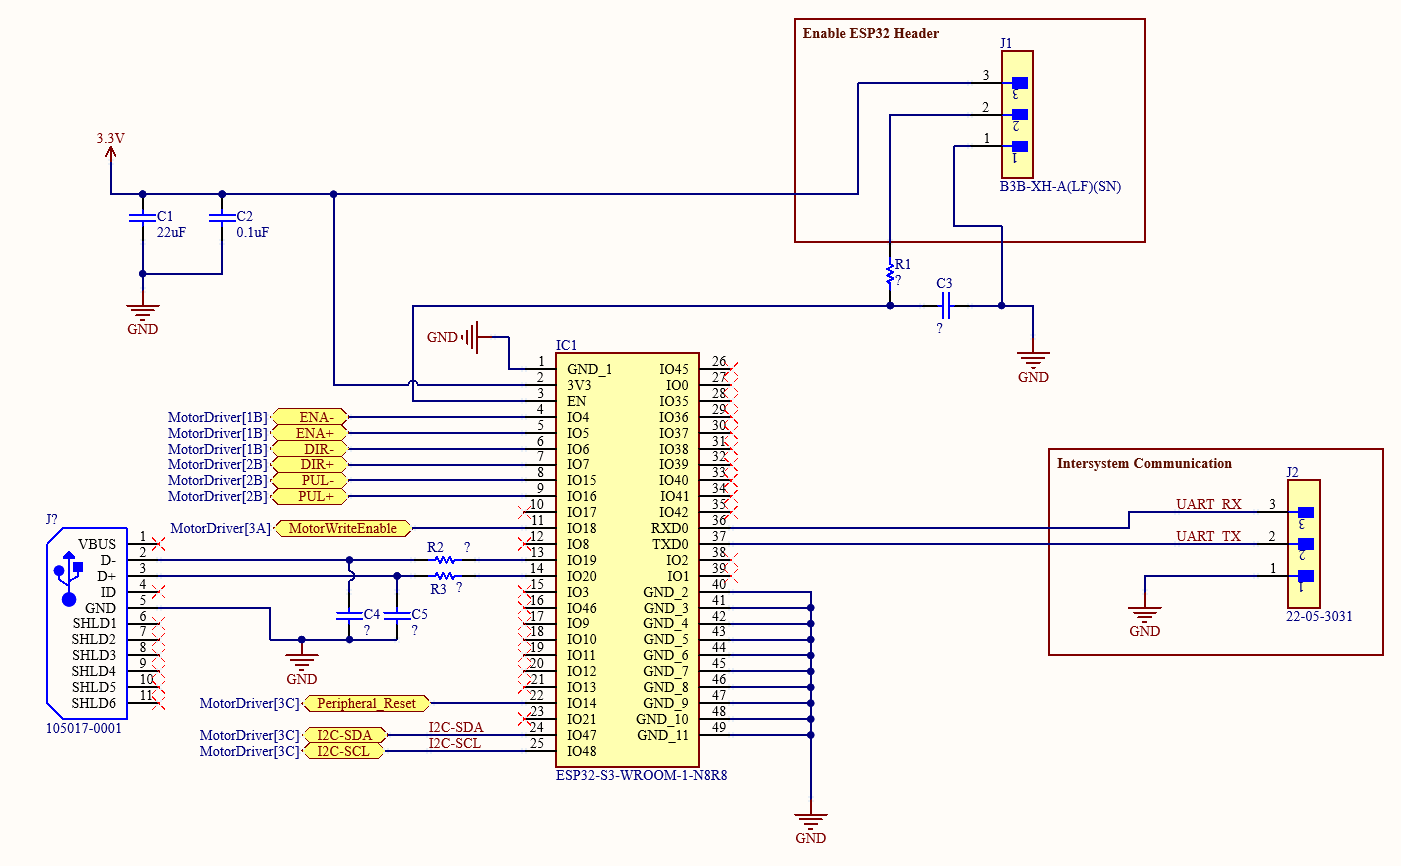 Enable ESP32 Header
J1
3
3
2
2
1
1
B3B-XH-A(LF)(SN)
3.3V
C1
22uF
C2
0.1uF
GND
R1
?
C3
?
GND
GND
IC1
1 GND_1 IO45 26
2 3V3 IO0 27
3 EN IO35 28
MotorDriver[1B] ENA- 4 IO4 IO36 29
MotorDriver[1B] ENA+ 5 IO5 IO37 30
MotorDriver[1B] DIR- 6 IO6 IO38 31
MotorDriver[2B] DIR+ 7 IO7 IO39 32
MotorDriver[2B] PUL- 8 IO15 IO40 33
MotorDriver[2B] PUL+ 9 IO16 IO41 34
10 IO17 IO42 35
MotorDriver[3A] MotorWriteEnable 11 IO18 RXD0 36
12 IO8 TXD0 37
13 IO19 IO2 38
14 IO20 IO1 39
15 IO3 GND_2 40
16 IO46 GND_3 41
17 IO9 GND_4 42
18 IO10 GND_5 43
19 IO11 GND_6 44
20 IO12 GND_7 45
21 IO13 GND_8 46
MotorDriver[3C] Peripheral_Reset 22 IO14 GND_9 47
23 IO21 GND_10 48
MotorDriver[3C] I2C-SDA I2C-SDA 24 IO47 GND_11 49
MotorDriver[3C] I2C-SCL I2C-SCL 25 IO48
ESP32-S3-WROOM-1-N8R8
GND
J?
VBUS 1
D- 2
D+ 3
ID 4
GND 5
SHLD1 6
SHLD2 7
SHLD3 8
SHLD4 9
SHLD5 10
SHLD6 11
105017-0001
R2 ?
R3 ?
C4
?
C5
?
GND
Intersystem Communication
J2
UART_RX 3
3
UART_TX 2
2
1
1
GND
22-05-3031